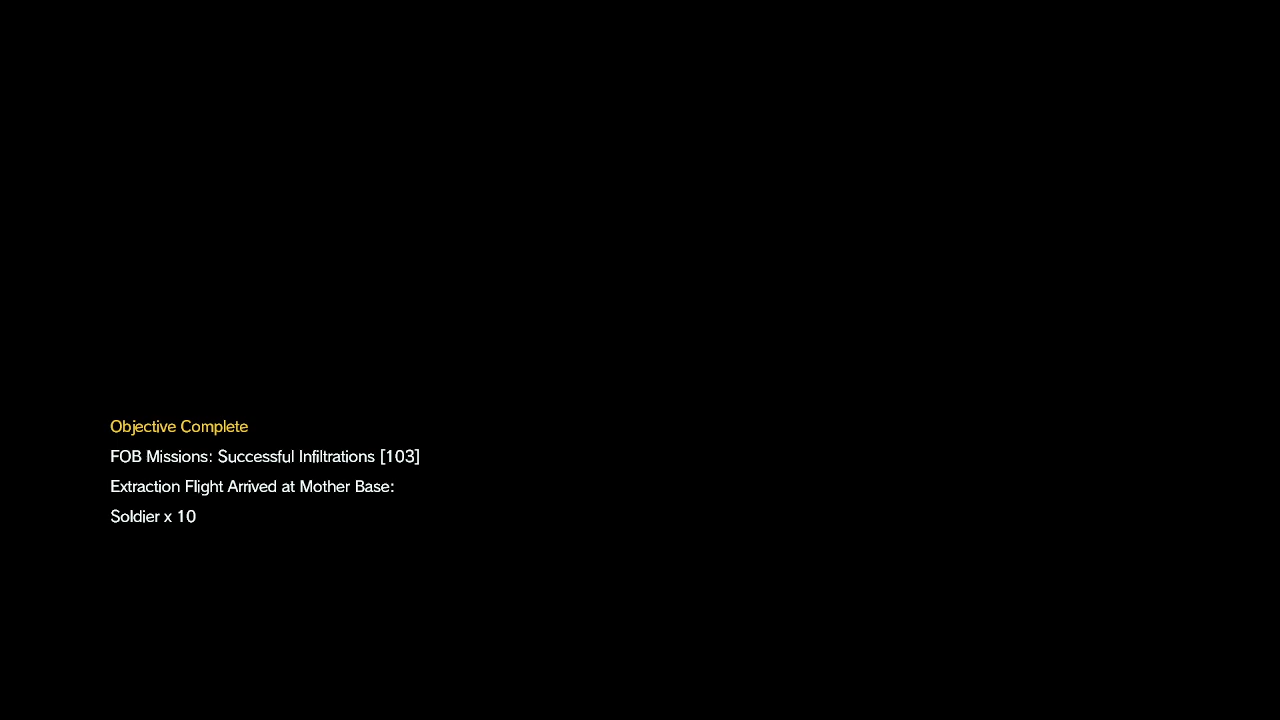 Objective Complete
FOB Missions: Successful Infiltrations [103]
Extraction Flight Arrived at Mother Base:
Soldier x 10